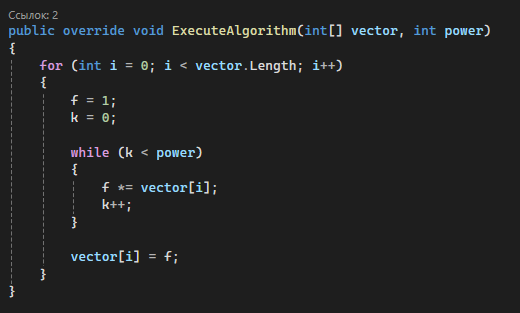 Ссылок: 2
public override void ExecuteAlgorithm(int[] vector, int power)
{
    for (int i = 0; i < vector.Length; i++)
    {
        f = 1;
        k = 0;

        while (k < power)
        {
            f *= vector[i];
            k++;
        }

        vector[i] = f;
    }
}